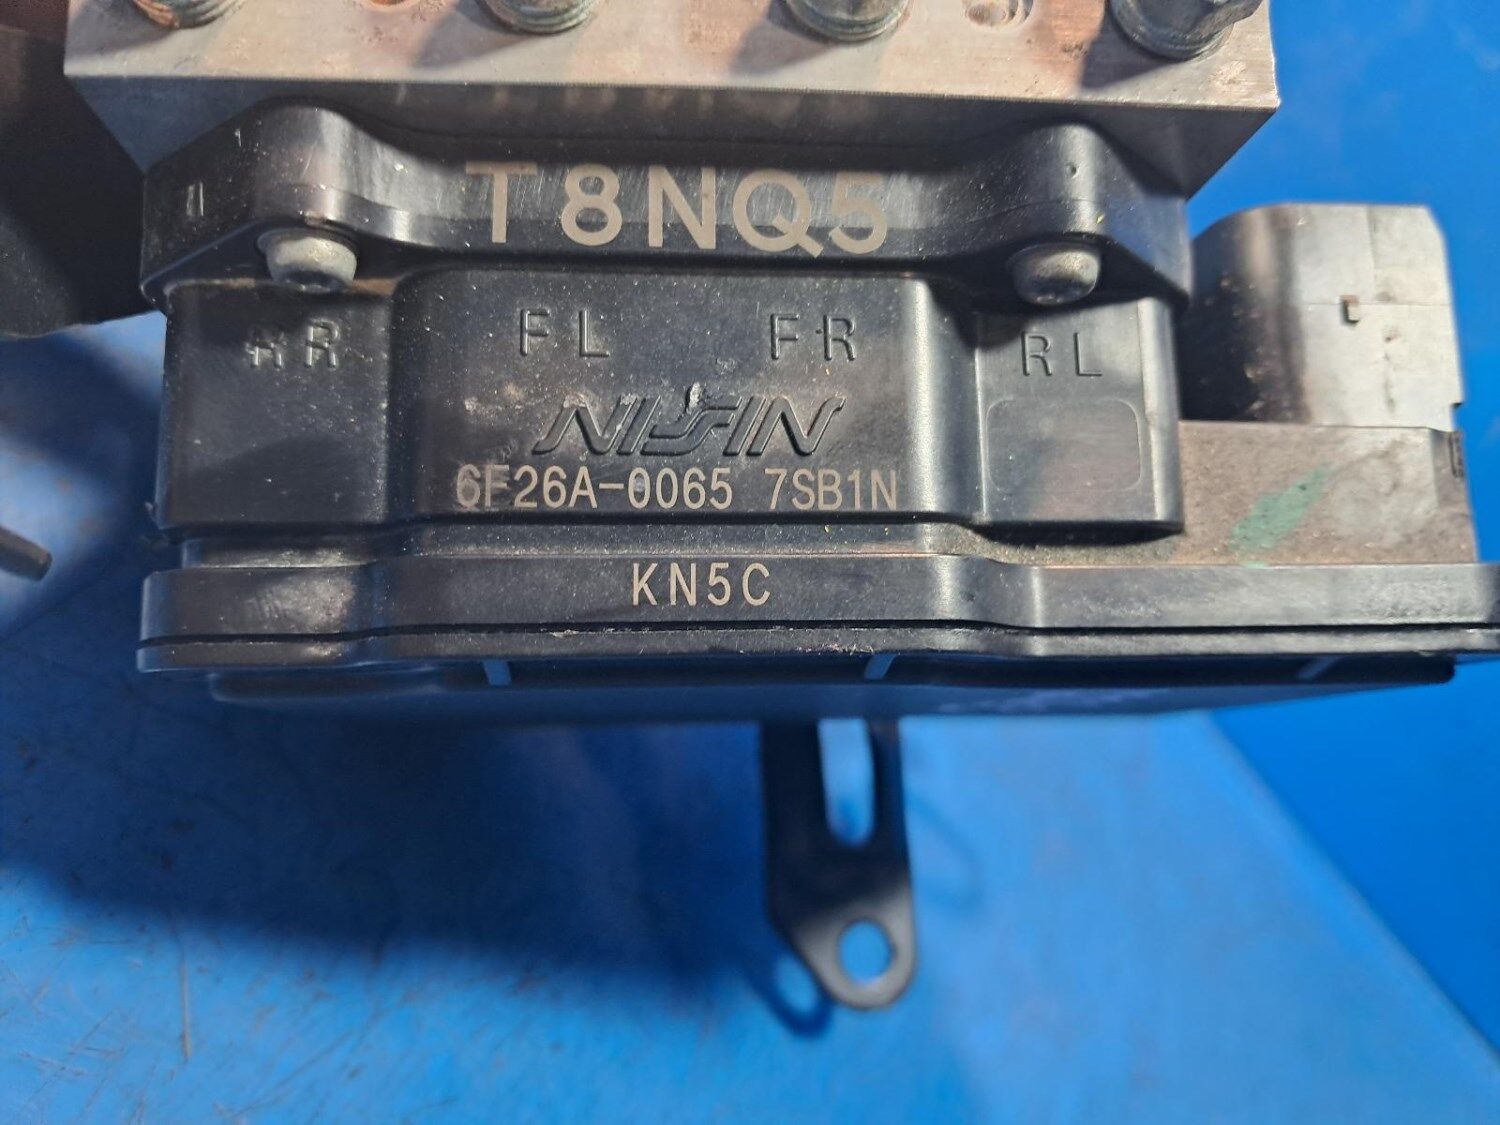 T8NQ5
RR FL FR RL
NISSIN
6F26A-0065 7SB1N
KN5C